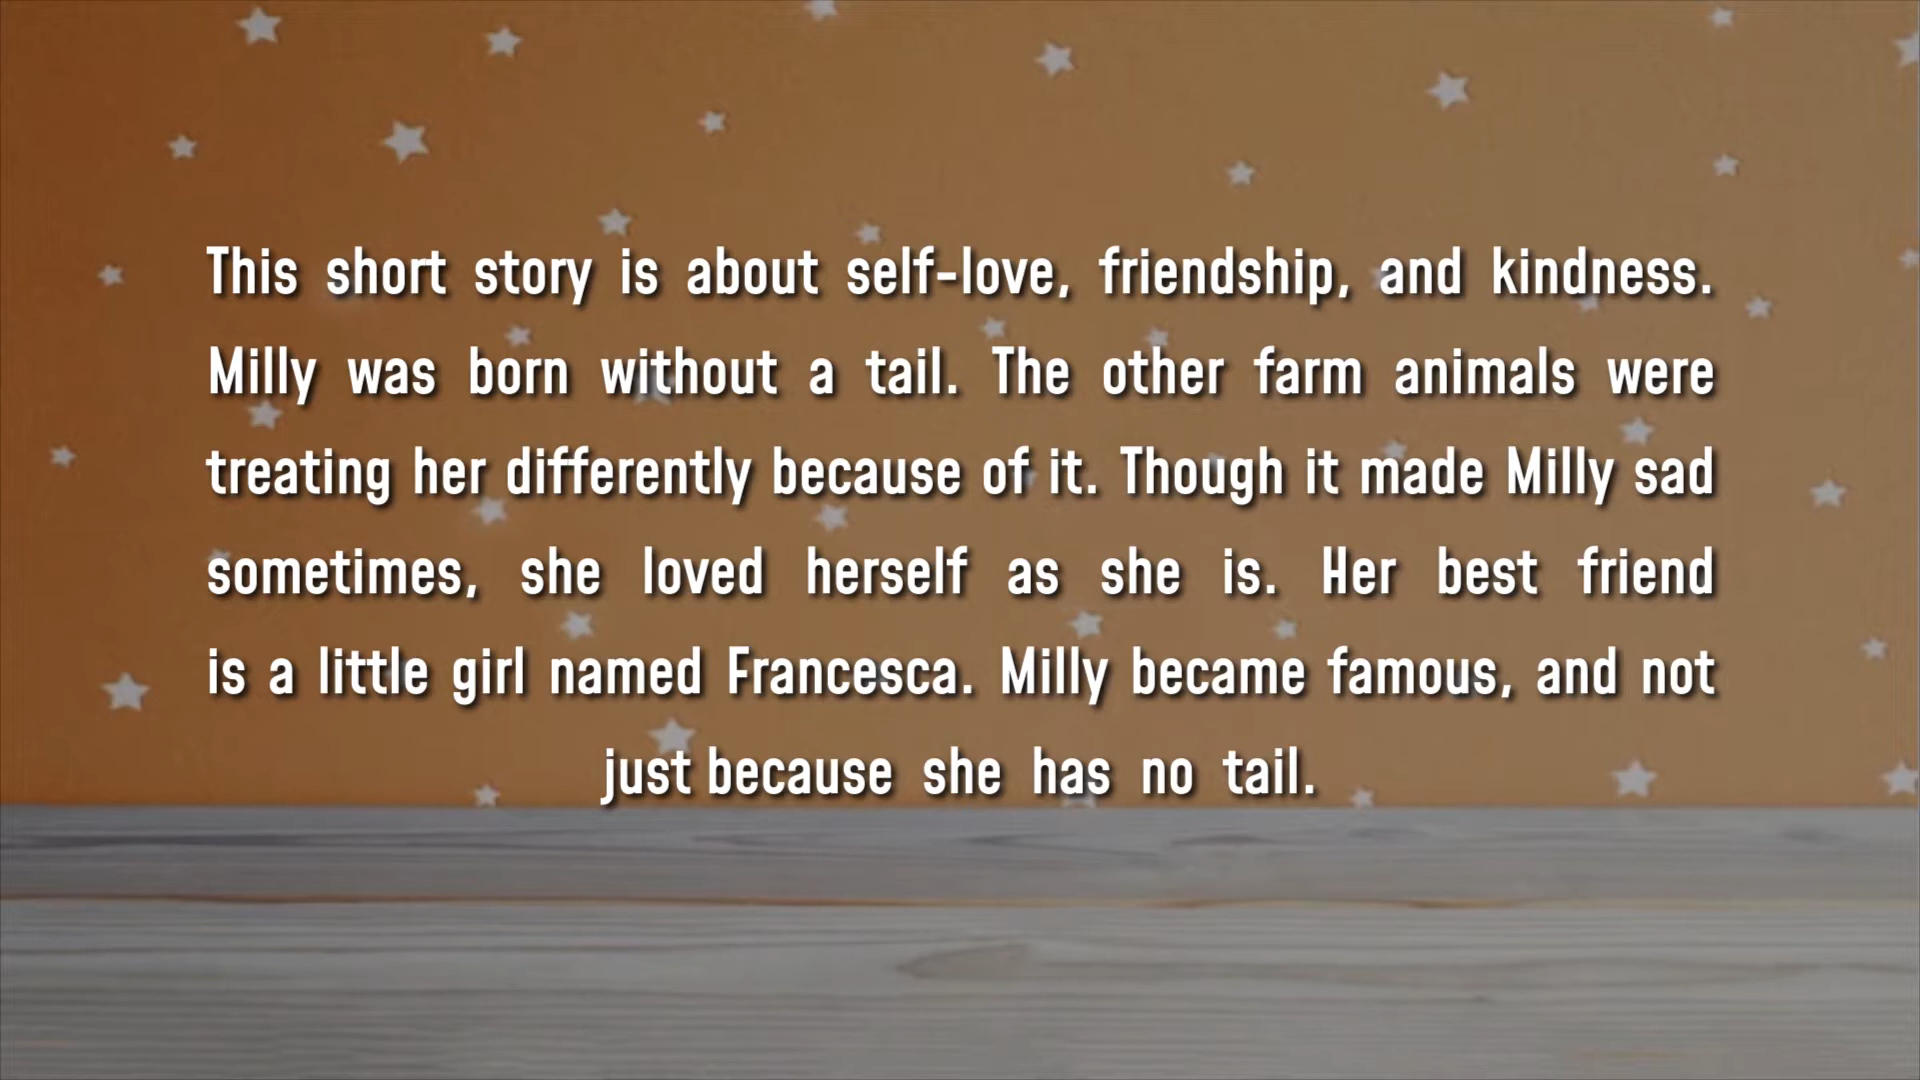 This short story is about self-love, friendship, and kindness.
Milly was born without a tail. The other farm animals were
treating her differently because of it. Though it made Milly sad
sometimes, she loved herself as she is. Her best friend
is a little girl named Francesca. Milly became famous, and not
just because she has no tail.